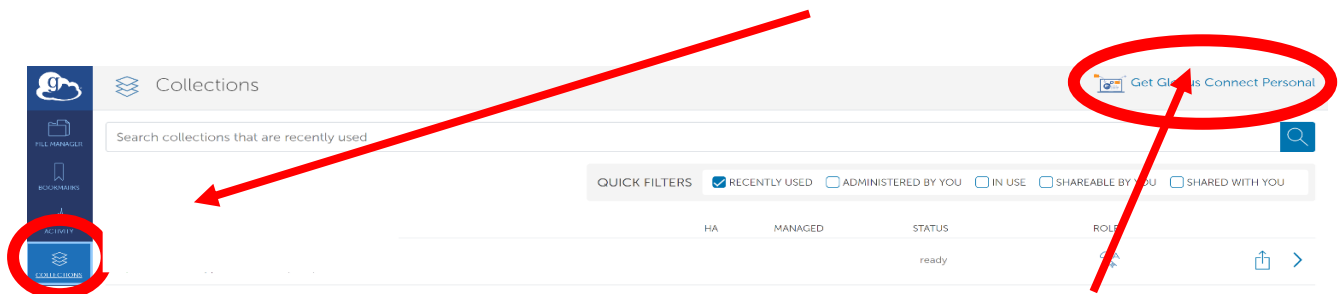 g
Collections
Get Globus Connect Personal
FILE MANAGER
Search collections that are recently used
BOOKMARKS
QUICK FILTERS RECENTLY USED ADMINISTERED BY YOU IN USE SHAREABLE BY YOU SHARED WITH YOU
ACTIVITY
HA MANAGED STATUS ROLE
COLLECTIONS
ready